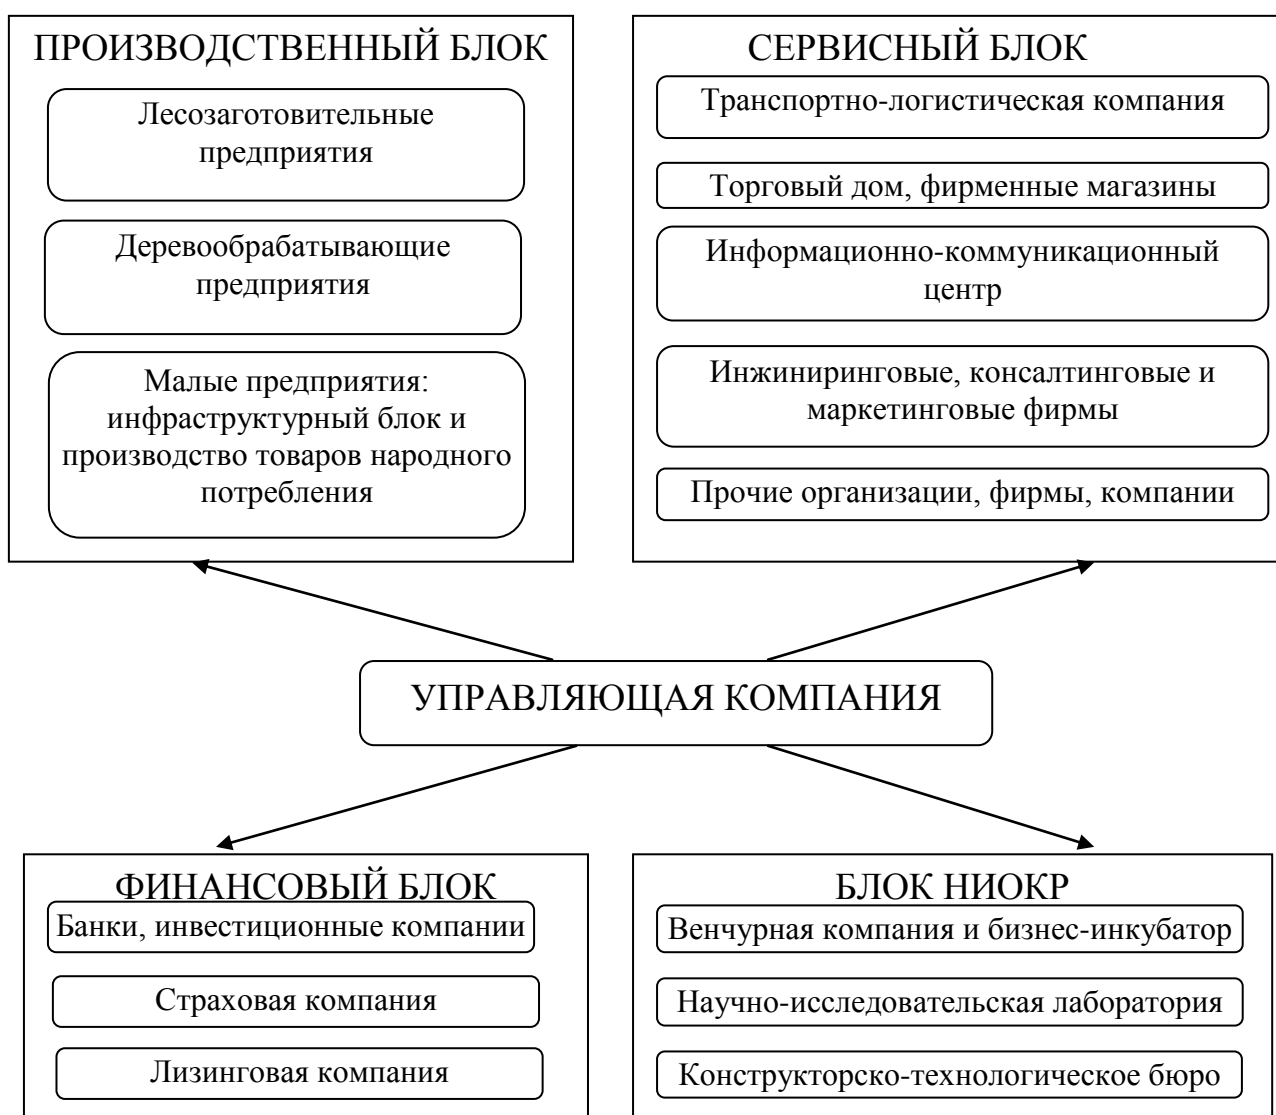 ПРОИЗВОДСТВЕННЫЙ БЛОК
Лесозаготовительные
предприятия
Деревообрабатывающие
предприятия
Малые предприятия:
инфраструктурный блок и
производство товаров народного
потребления
СЕРВИСНЫЙ БЛОК
Транспортно-логистическая компания
Торговый дом, фирменные магазины
Информационно-коммуникационный
центр
Инжиниринговые, консалтинговые и
маркетинговые фирмы
Прочие организации, фирмы, компании
УПРАВЛЯЮЩАЯ КОМПАНИЯ
ФИНАНСОВЫЙ БЛОК
Банки, инвестиционные компании
Страховая компания
Лизинговая компания
БЛОК НИОКР
Венчурная компания и бизнес-инкубатор
Научно-исследовательская лаборатория
Конструкторско-технологическое бюро